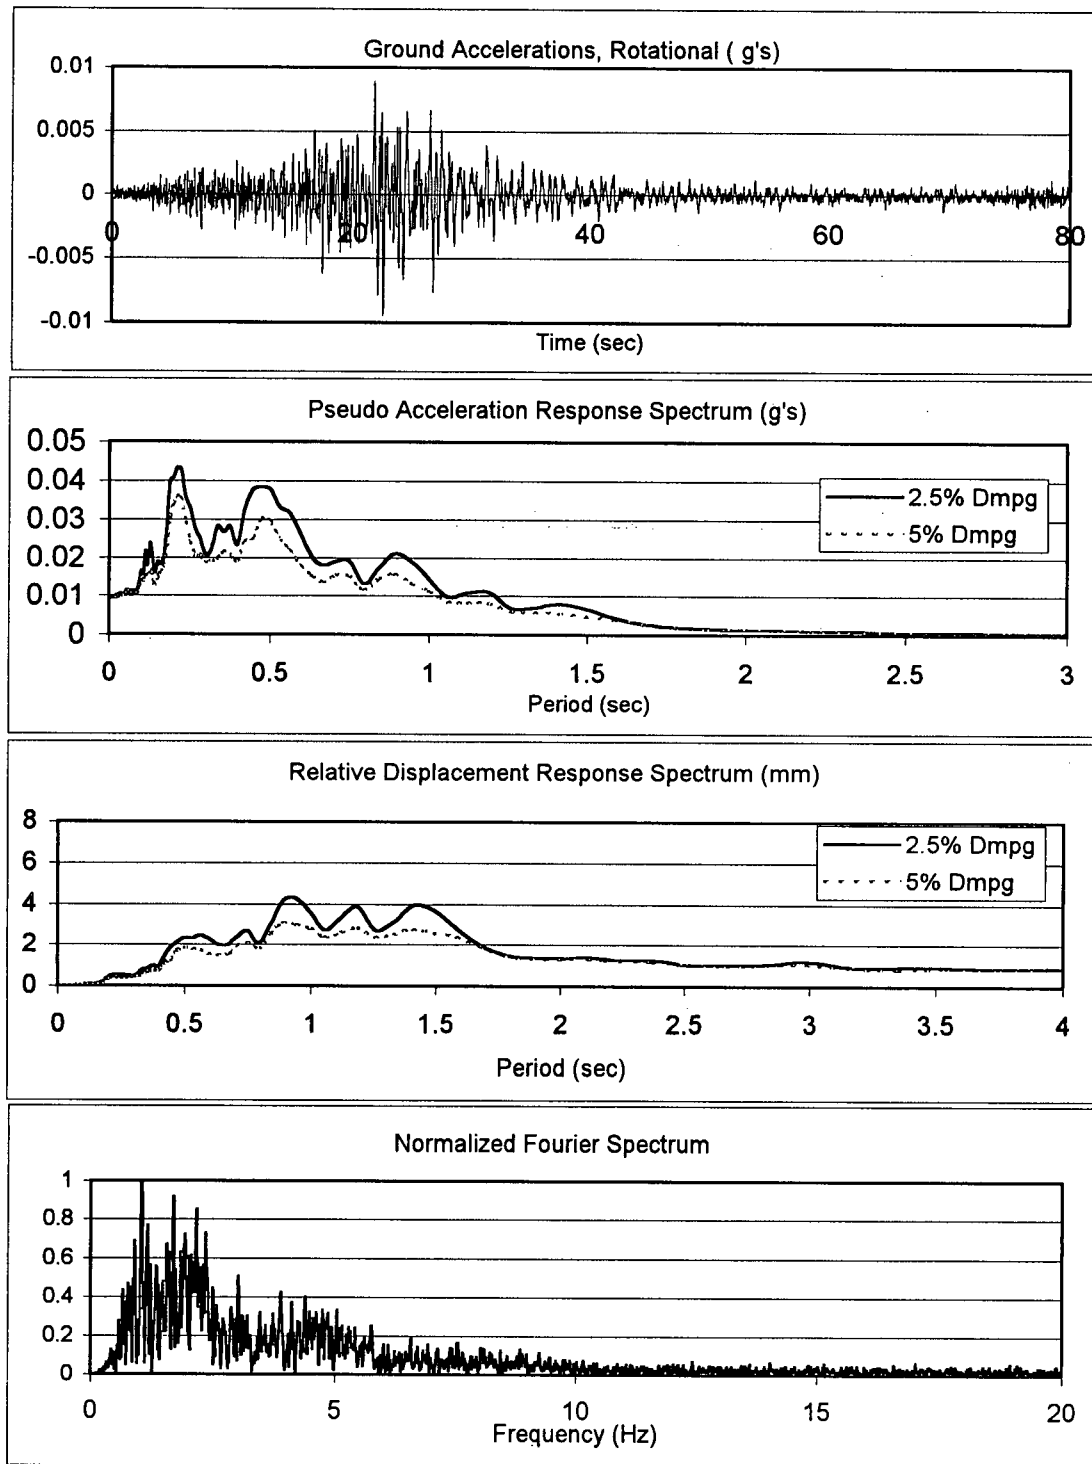 Ground Accelerations, Rotational ( g's)
0.01
0.005
0
-0.005
-0.01
0 20 40 60 80
Time (sec)
Pseudo Acceleration Response Spectrum (g's)
0.05
0.04
0.03
0.02
0.01
0
2.5% Dmpg
5% Dmpg
0 0.5 1 1.5 2 2.5 3
Period (sec)
Relative Displacement Response Spectrum (mm)
8
6
4
2
0
2.5% Dmpg
5% Dmpg
0 0.5 1 1.5 2 2.5 3 3.5 4
Period (sec)
Normalized Fourier Spectrum
1
0.8
0.6
0.4
0.2
0
0 5 10 15 20
Frequency (Hz)